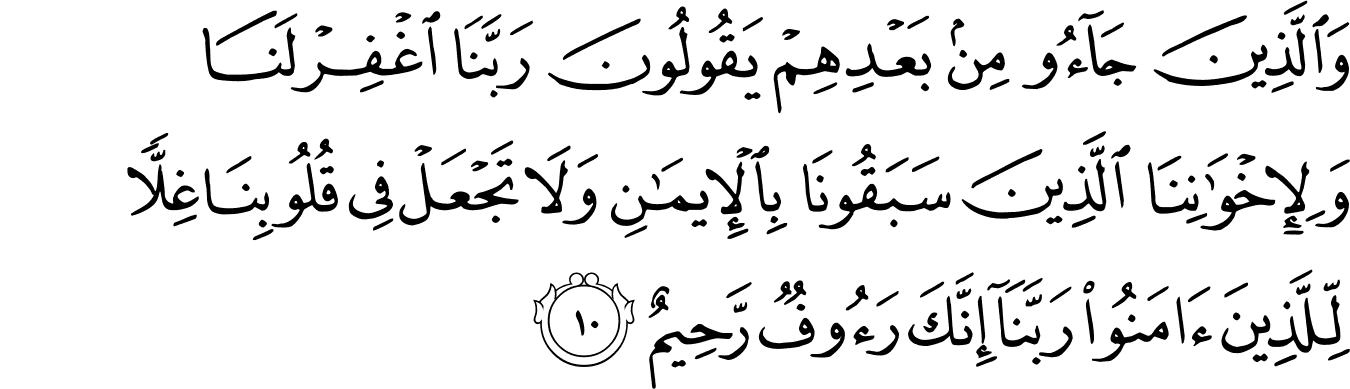 وَٱلَّذِينَ جَآءُو مِنۢ بَعْدِهِمْ يَقُولُونَ رَبَّنَا ٱغْفِرْ لَنَا
وَلِإِخْوَٰنِنَا ٱلَّذِينَ سَبَقُونَا بِٱلْإِيمَـٰنِ وَلَا تَجْعَلْ فِى قُلُوبِنَا غِلًّا
لِّلَّذِينَ ءَامَنُوا۟ رَبَّنَآ إِنَّكَ رَءُوفٌ رَّحِيمٌ ١٠